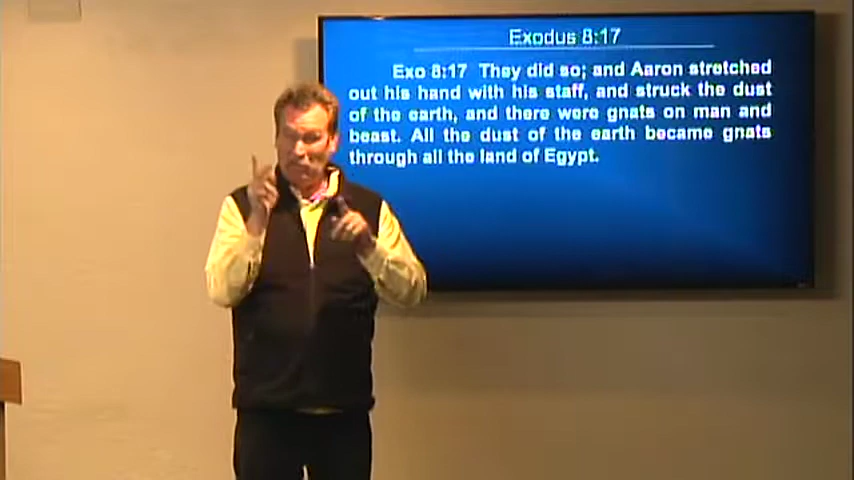 Exodus 8:17
Exo 8:17 They did so; and Aaron stretched
out his hand with his staff, and struck the dust
of the earth, and there were gnats on man and
beast. All the dust of the earth became gnats
through all the land of Egypt.